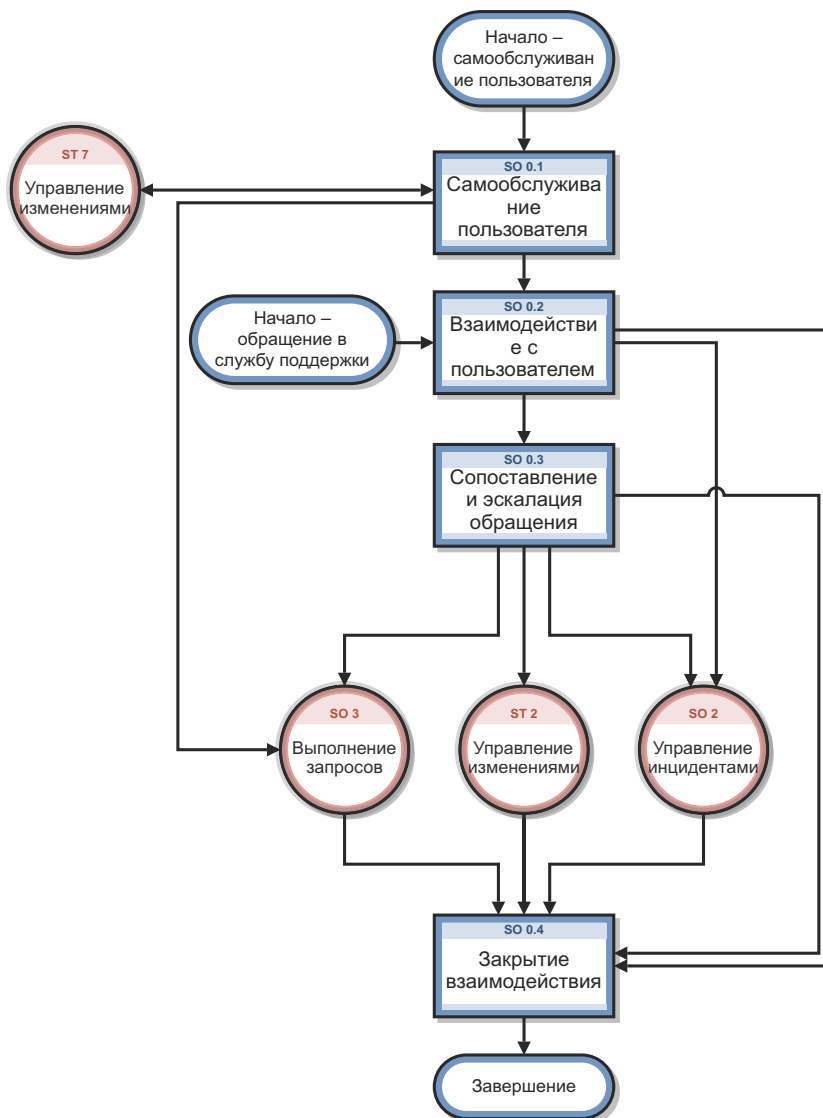 Начало –
самообслуживан
ие пользователя
ST 7
Управление
изменениями
SO 0.1
Самообслужива
ние
пользователя
SO 0.2
Взаимодействи
е с
пользователем
Начало –
обращение в
службу поддержки
SO 0.3
Сопоставление
и эскалация
обращения
SO 3
Выполнение
запросов
ST 2
Управление
изменениями
SO 2
Управление
инцидентами
SO 0.4
Закрытие
взаимодействия
Завершение